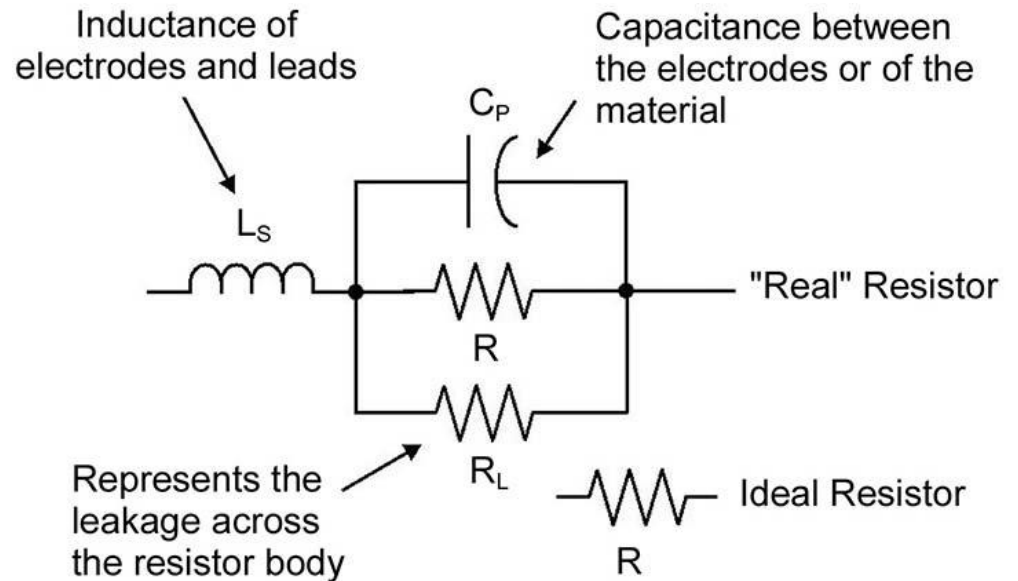 Inductance of
electrodes and leads
Capacitance between
the electrodes or of the
material
CP
LS
"Real" Resistor
R
RL
Represents the
leakage across
the resistor body
Ideal Resistor
R